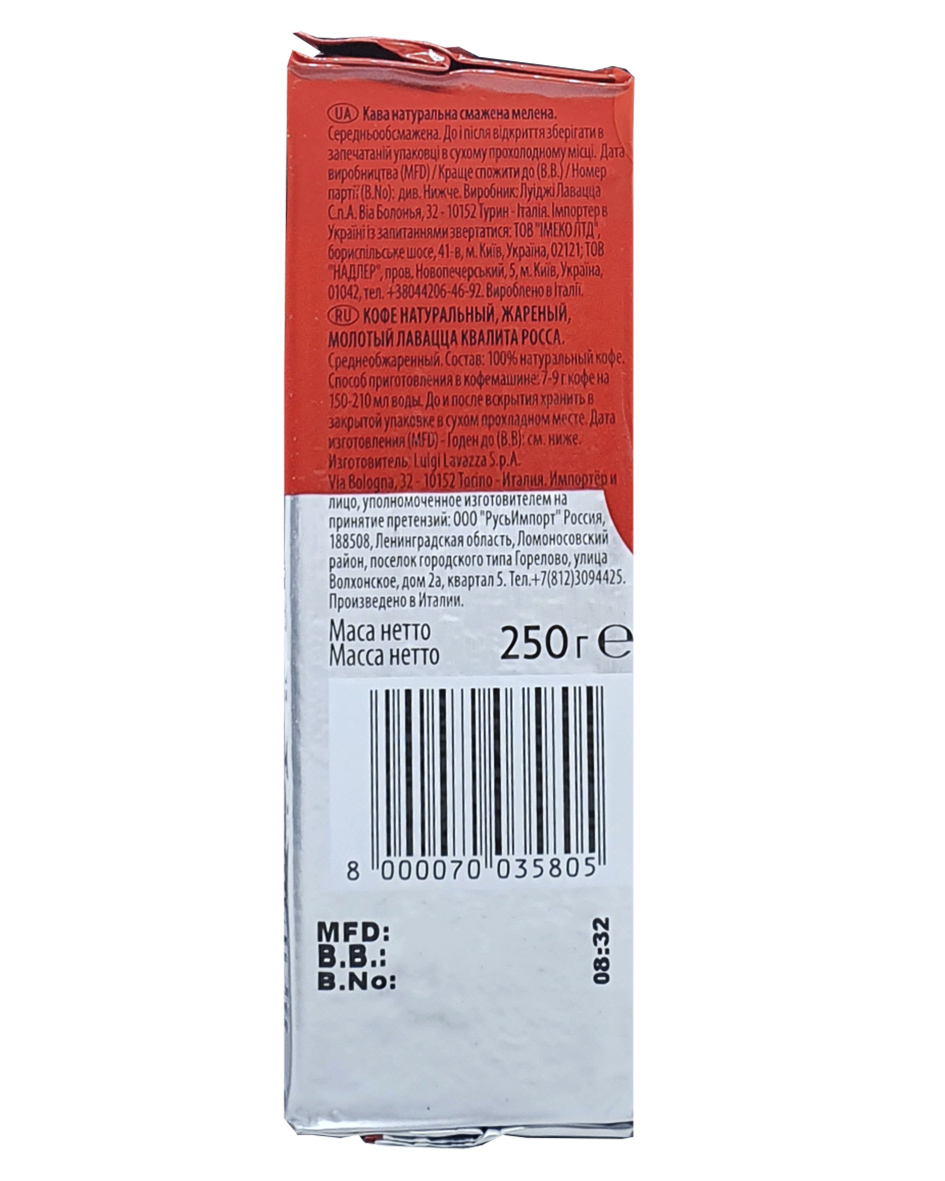 UA Кава натуральна смажена мелена.
Середньообсмажена. До і після відкриття зберігати в
запечатаній упаковці в сухому прохолодному місці. Дата
виробництва (MFD) / Краще спожити до (B.B.) / Номер
партії (B.No): див. Нижче. Виробник: Луіджі Лавацца
С.п.А. Віа Болонья, 32 - 10152 Турин - Італія. Імпортер в
Україні із запитаннями звертатися: ТОВ "ІМЕКО ЛТД",
бориспільське шосе, 41-в, м. Київ, Україна, 02121; ТОВ
"НАДЛЕР", пров. Новопечерський, 5, м. Київ, Україна,
01042, тел. +38044206-46-92. Вироблено в Італії.
RU КОФЕ НАТУРАЛЬНЫЙ, ЖАРЕНЫЙ,
МОЛОТЫЙ ЛАВАЦЦА КВАЛИТА РОССА.
Среднеобжаренный. Состав: 100% натуральный кофе.
Способ приготовления в кофемашине: 7-9 г кофе на
150-210 мл воды. До и после вскрытия хранить в
закрытой упаковке в сухом прохладном месте. Дата
изготовления (MFD) - Годен до (B.B): см. ниже.
Изготовитель: Luigi Lavazza S.p.A.
Via Bologna, 32 - 10152 Torino - Италия. Импортёр и
лицо, уполномоченное изготовителем на
принятие претензий: ООО "РусьИмпорт" Россия,
188508, Ленинградская область, Ломоносовский
район, поселок городского типа Горелово, улица
Волхонское, дом 2а, квартал 5. Тел.+7(812)3094425.
Произведено в Италии.
Маса нетто
Масса нетто 250 г ℮
8 000070 035805
MFD:
B.B.:
B.No:
08:32